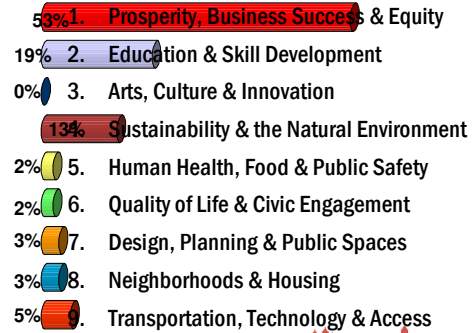 53% 1. Prosperity, Business Success & Equity
19% 2. Education & Skill Development
0% 3. Arts, Culture & Innovation
13% 4. Sustainability & the Natural Environment
2% 5. Human Health, Food & Public Safety
2% 6. Quality of Life & Civic Engagement
3% 7. Design, Planning & Public Spaces
3% 8. Neighborhoods & Housing
5% 9. Transportation, Technology & Access